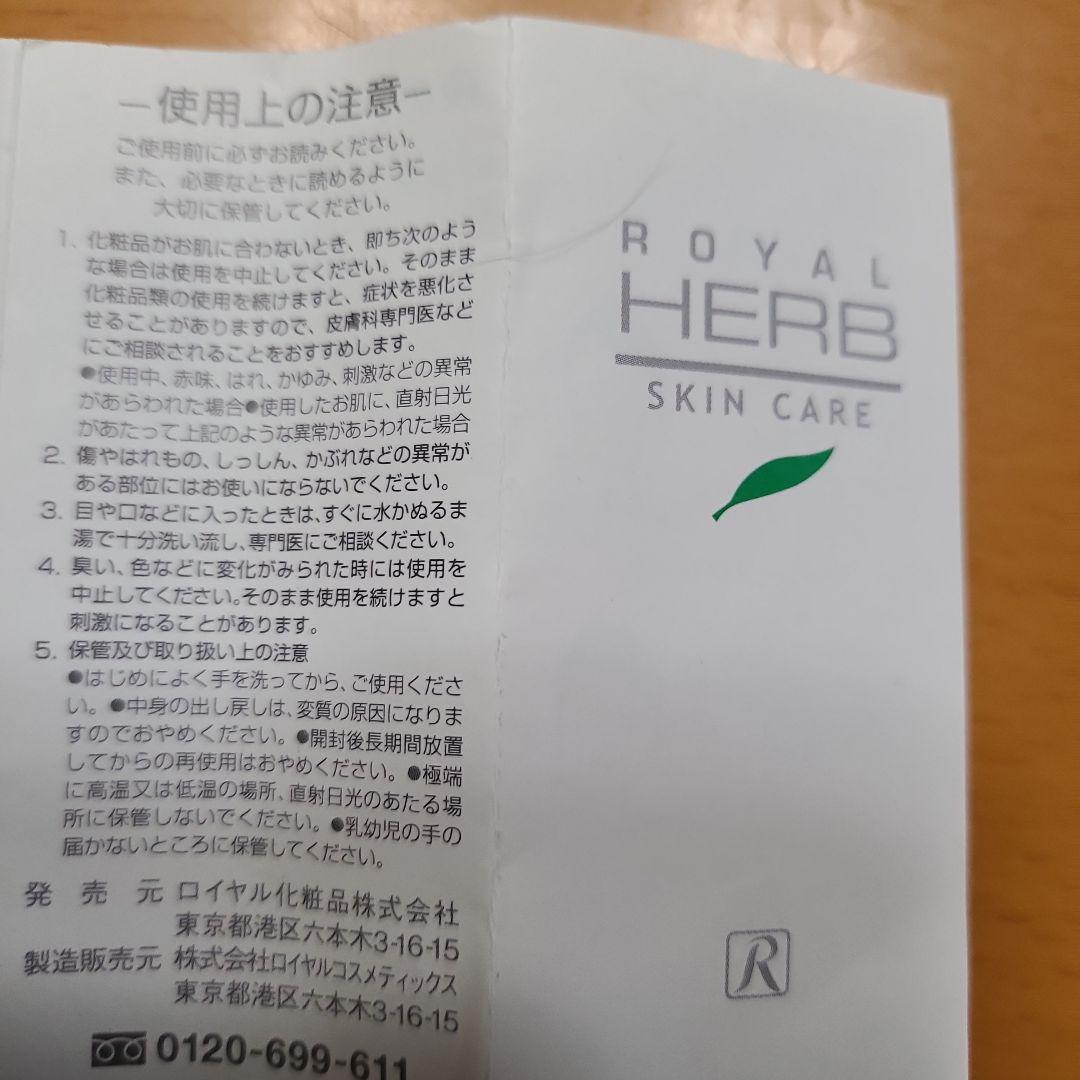 －使用上の注意－
ご使用前に必ずお読みください。
また、必要なときに読めるように
大切に保管してください。
1. 化粧品がお肌に合わないとき、即ち次のよう
な場合は使用を中止してください。そのまま
化粧品類の使用を続けますと、症状を悪化さ
せることがありますので、皮膚科専門医など
にご相談されることをおすすめします。
●使用中、赤味、はれ、かゆみ、刺激などの異常
があらわれた場合●使用したお肌に、直射日光
があたって上記のような異常があらわれた場合
2. 傷やはれもの、しっしん、かぶれなどの異常が
ある部位にはお使いにならないでください。
3. 目や口などに入ったときは、すぐに水かぬるま
湯で十分洗い流し、専門医にご相談ください。
4. 臭い、色などに変化がみられた時には使用を
中止してください。そのまま使用を続けますと
刺激になることがあります。
5. 保管及び取り扱い上の注意
●はじめによく手を洗ってから、ご使用くださ
い。●中身の出し戻しは、変質の原因になりま
すのでおやめください。●開封後長期間放置
してからの再使用はおやめください。●極端
に高温又は低温の場所、直射日光のあたる場
所に保管しないでください。●乳幼児の手の
届かないところに保管してください。
発売元 ロイヤル化粧品株式会社
東京都港区六本木3-16-15
製造販売元 株式会社ロイヤルコスメティックス
東京都港区六本木3-16-15
0120-699-611
ROYAL
HERB
SKIN CARE
R